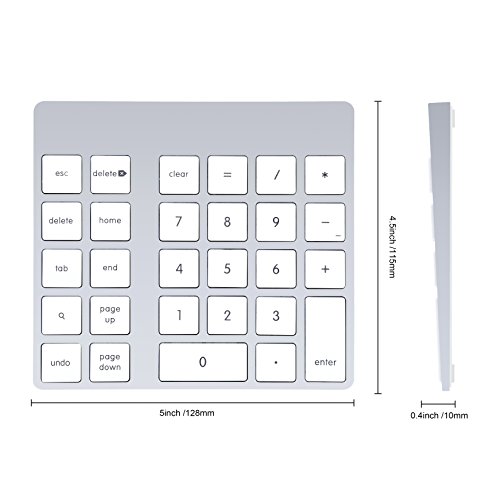 esc
delete
clear
=
/
*
delete
home
7
8
9
–
_
tab
end
4
5
6
+
page
up
1
2
3
undo
page
down
0
.
enter
5inch /128mm
4.5inch /115mm
0.4inch /10mm